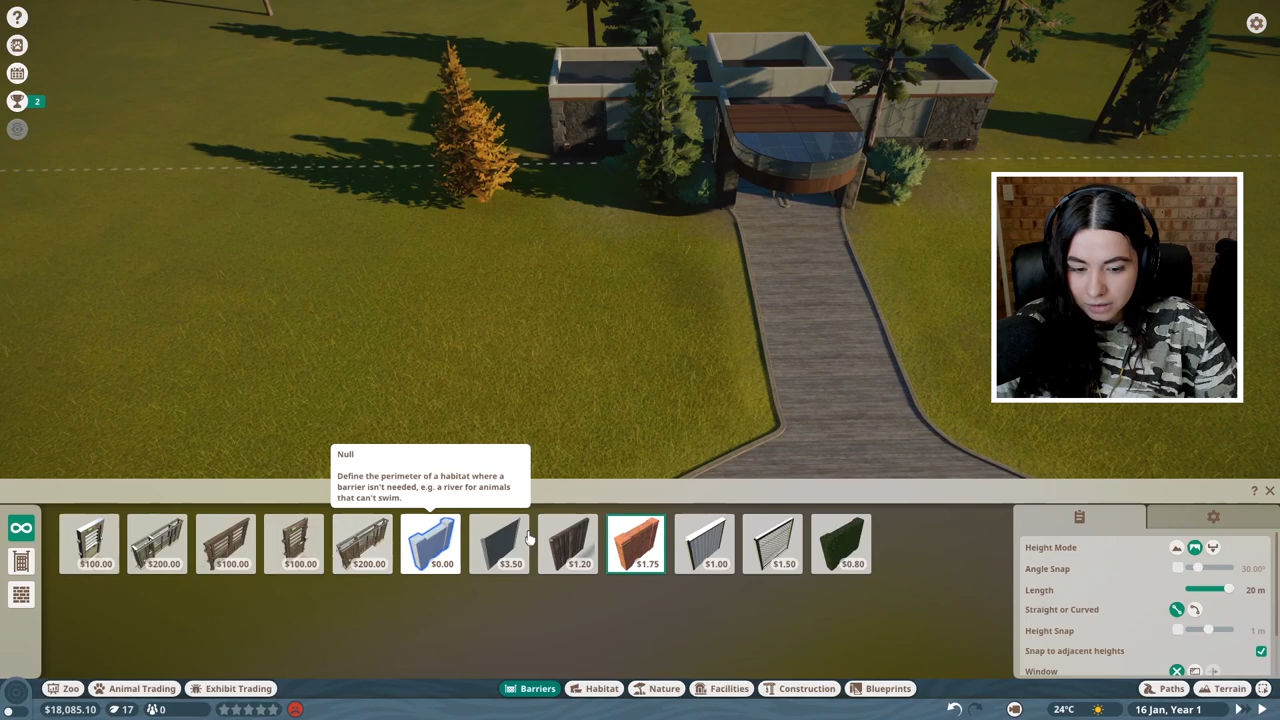 2
Null
Define the perimeter of a habitat where a
barrier isn't needed, e.g. a river for animals
that can't swim.
$100.00
$200.00
$100.00
$100.00
$200.00
$0.00
$3.50
$1.20
$1.75
$1.00
$1.50
$0.80
Height Mode
Angle Snap 30.00°
Length 20 m
Straight or Curved
Height Snap 1 m
Snap to adjacent heights
Window
Zoo Animal Trading Exhibit Trading Barriers Habitat Nature Facilities Construction Blueprints Paths Terrain
$18,085.10 17 0 24°C 16 Jan, Year 1